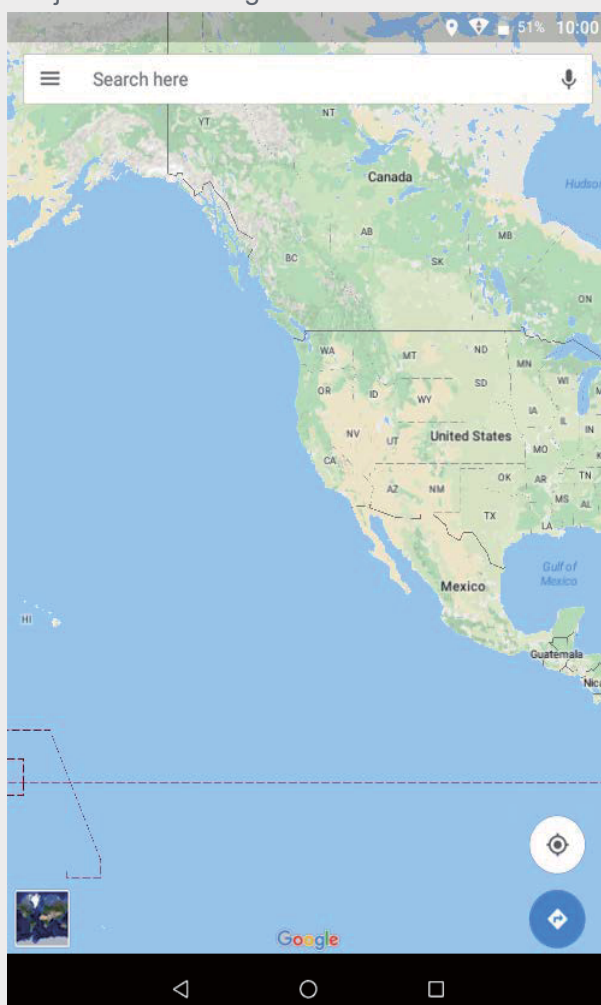 51% 10:00
Search here
YT
NT
Canada
Hudso
AB
MB
BC
SK
ON
WA
MT
ND
MN
OR
ID
SD
WI
WY
IA
NV
UT
United States
IL
IN
MO
CA
OK
AR
TN
AZ
NM
MS
AL
TX
LA
Gulf of
Mexico
Mexico
HI
Guatemala
Nica
Google